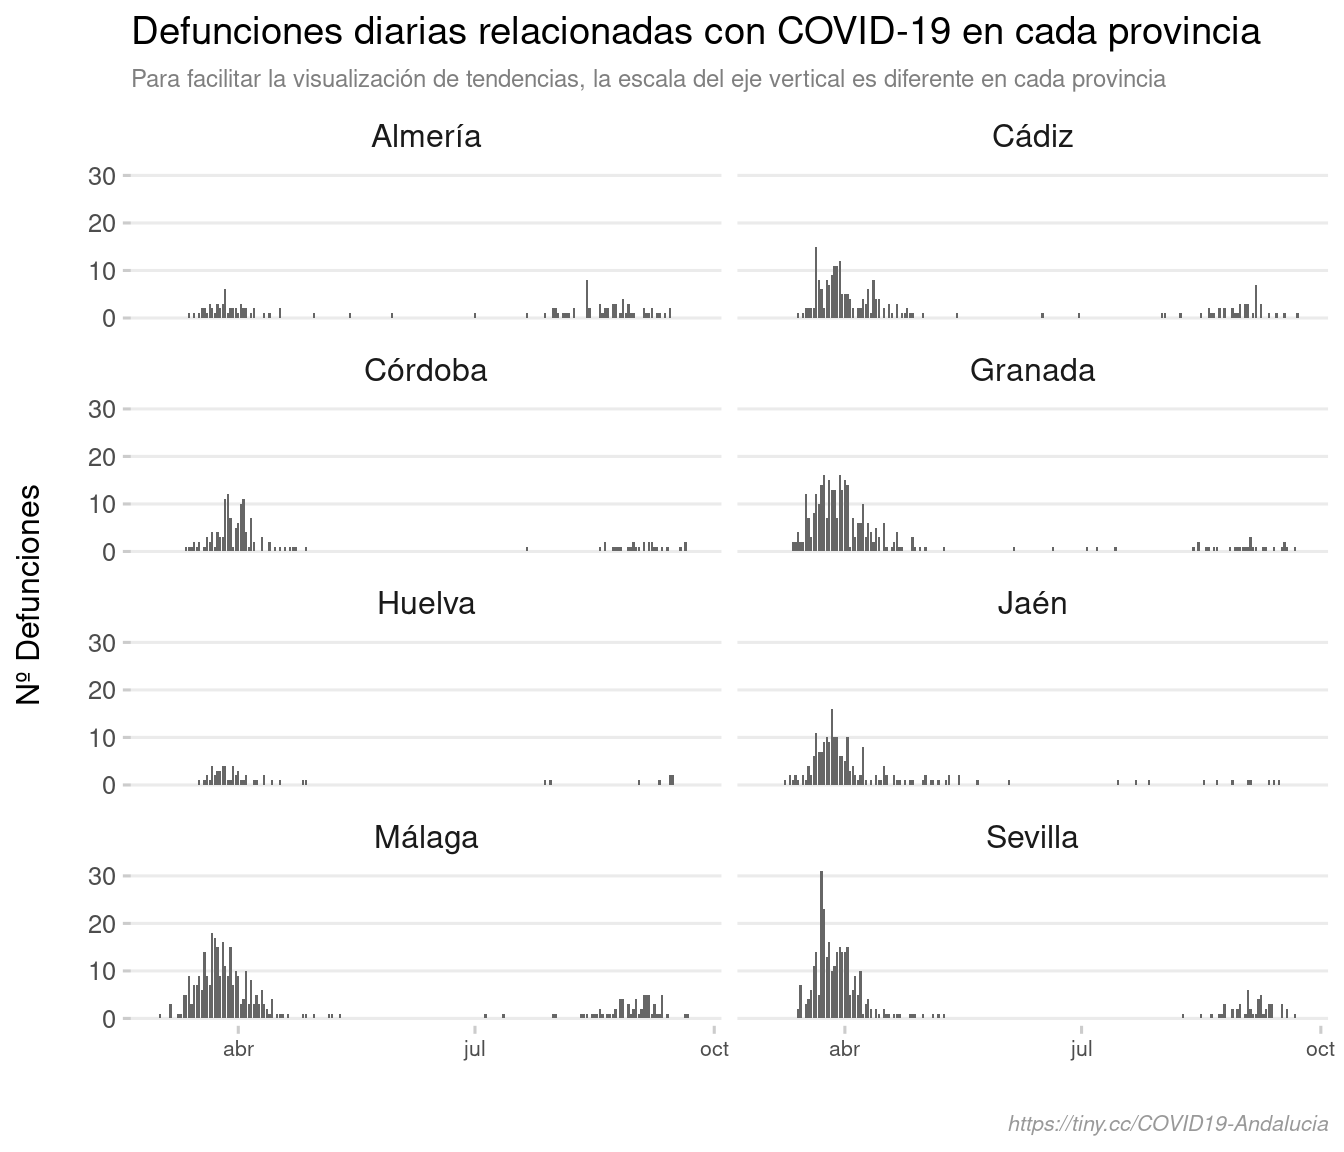 Defunciones diarias relacionadas con COVID-19 en cada provincia
Para facilitar la visualización de tendencias, la escala del eje vertical es diferente en cada provincia
Almería
Cádiz
30
20
10
0
Córdoba
Granada
30
20
10
0
Nº Defunciones
Huelva
Jaén
30
20
10
0
Málaga
Sevilla
30
20
10
0
abr
jul
oct
abr
jul
oct
https://tiny.cc/COVID19-Andalucia